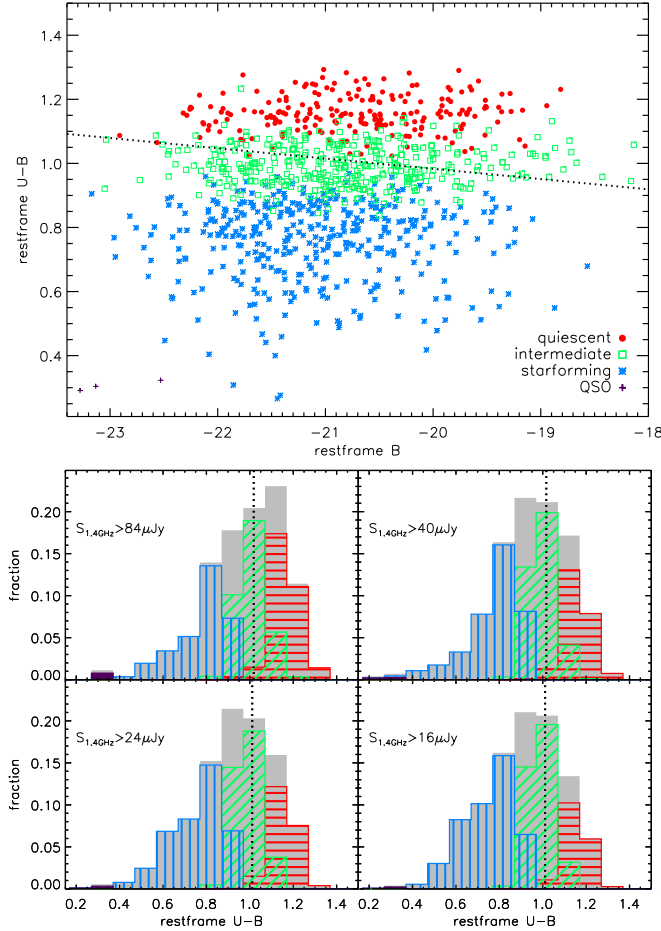 1.4
1.2
1.0
0.8
0.6
0.4
restframe U−B
quiescent
intermediate
starforming
QSO
−23 −22 −21 −20 −19 −18
restframe B
S1,4GHz>84μJy
S1,4GHz>40μJy
0.20
0.15
0.10
0.05
0.00
fraction
S1,4GHz>24μJy
S1,4GHz>16μJy
0.20
0.15
0.10
0.05
0.00
fraction
0.2 0.4 0.6 0.8 1.0 1.2 1.4 0.2 0.4 0.6 0.8 1.0 1.2 1.4
restframe U−B restframe U−B